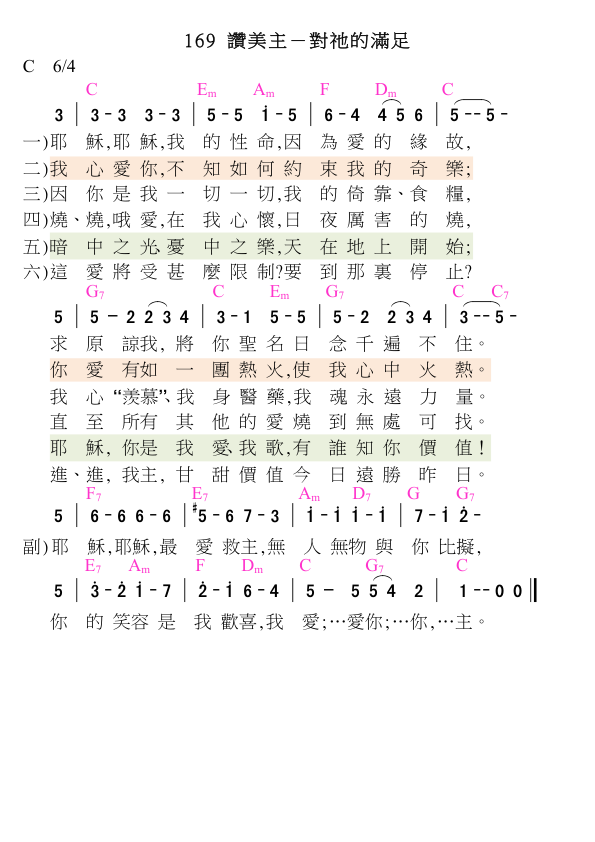 169 讚美主－對祂的滿足
C 6/4
C Em Am F Dm C
3 | 3-3 3-3 | 5-5 i-5 | 6-4 4 5 6 | 5--5-
一)耶 穌,耶 穌,我 的 性 命,因 為 愛 的 緣 故,
二)我 心 愛 你,不 知 如 何 約 束 我 的 奇 樂;
三)因 你 是 我 一 切 一 切,我 的 倚 靠、食 糧,
四)燒、燒,哦 愛,在 我 心 懷,日 夜 厲 害 的 燒,
五)暗 中 之 光、憂 中 之 樂,天 在 地 上 開 始;
六)這 愛 將 受 甚 麼 限 制?要 到 那 裏 停 止?
G7 C Em G7 C C7
5 | 5 - 2 2 3 4 | 3-1 5-5 | 5-2 2 3 4 | 3--5-
求 原 諒我, 將 你 聖 名 日 念 千 遍 不 住。
你 愛 有如 一 團 熱 火,使 我 心 中 火 熱。
我 心 “羨慕”、我 身 醫 藥,我 魂 永 遠 力 量。
直 至 所有 其 他 的 愛 燒 到 無 處 可 找。
耶 穌, 你是 我 愛、我 歌,有 誰 知 你 價 值!
進、進, 我主, 甘 甜 價 值 今 日 遠 勝 昨 日。
F7 E7 Am D7 G G7
5 | 6-6 6-6 | #5-6 7-3 | i-i i-i | 7-i 2̇-
副)耶 穌,耶穌,最 愛 救主,無 人 無物 與 你 比擬,
E7 Am F Dm C G7 C
5 | 3̇-2̇ i-7 | 2̇-i 6-4 | 5 - 5 5 4 2 | 1--0 0 ‖
你 的 笑容 是 我 歡喜,我 愛;…愛你;…你,…主。